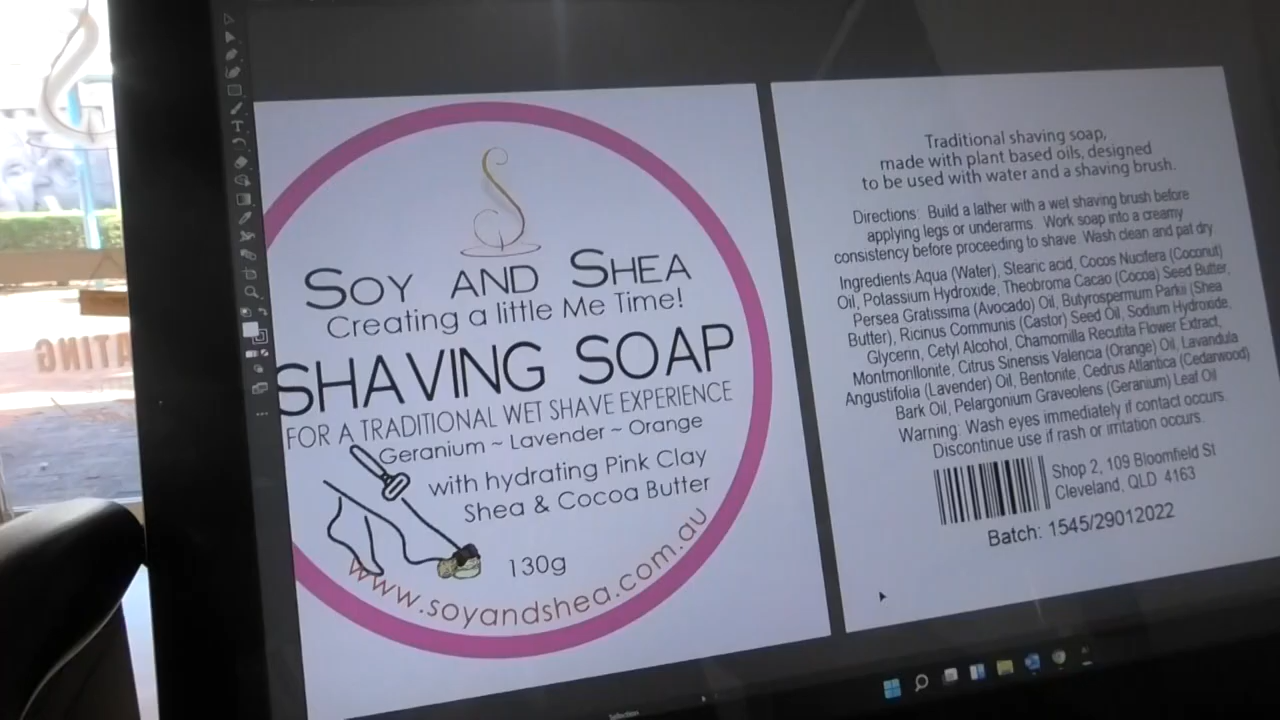 SOY AND SHEA
Creating a little Me Time!
SHAVING SOAP
FOR A TRADITIONAL WET SHAVE EXPERIENCE
Geranium ~ Lavender ~ Orange
with hydrating Pink Clay
Shea & Cocoa Butter
130g
www.soyandshea.com.au
Traditional shaving soap,
made with plant based oils, designed
to be used with water and a shaving brush.
Directions: Build a lather with a wet shaving brush before
applying legs or underarms Work soap into a creamy
consistency before proceeding to shave. Wash clean and pat dry
Ingredients:Aqua (Water), Stearic acid, Cocos Nucifera (Coconut)
Oil, Potassium Hydroxide, Theobroma Cacao (Cocoa) Seed Butter,
Persea Gratissima (Avocado) Oil, Butyrospermum Parkii (Shea
Butter), Ricinus Communis (Castor) Seed Oil, Sodium Hydroxide,
Glycerin, Cetyl Alcohol, Chamomilla Recutita Flower Extract,
Montmorillonite, Citrus Sinensis Valencia (Orange) Oil, Lavandula
Angustifolia (Lavender) Oil, Bentonite, Cedrus Atlantica (Cedarwood)
Bark Oil, Pelargonium Graveolens (Geranium) Leaf Oil
Warning: Wash eyes immediately if contact occurs.
Discontinue use if rash or irritation occurs.
Shop 2, 109 Bloomfield St
Cleveland, QLD 4163
Batch: 1545/29012022
Selection